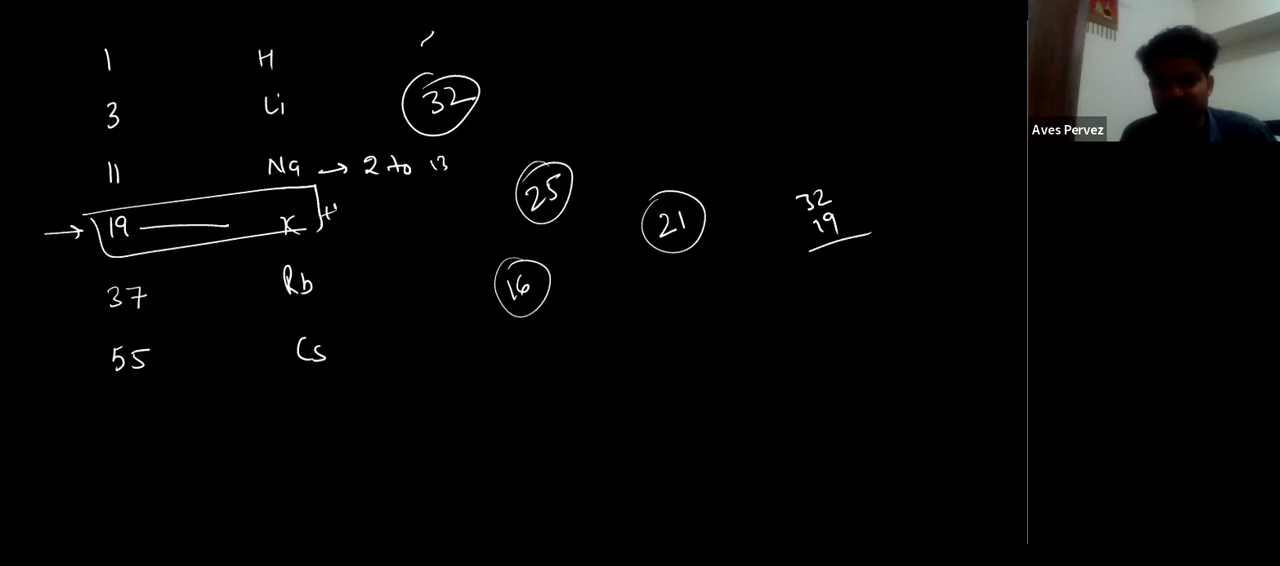 1 H
3 Li 32
11 Na → 2 to 13
→ 19 — K +1
25
21
32
19
37 Rb
16
55 Cs
Aves Pervez